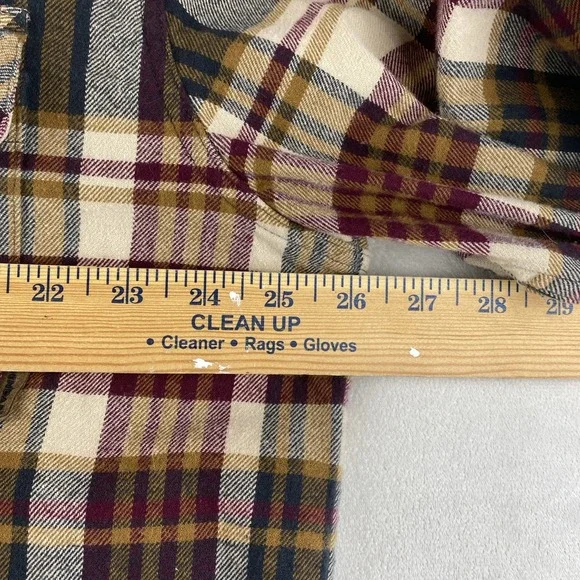 22 23 24 25 26 27 28 29
CLEAN UP
• Cleaner • Rags • Gloves